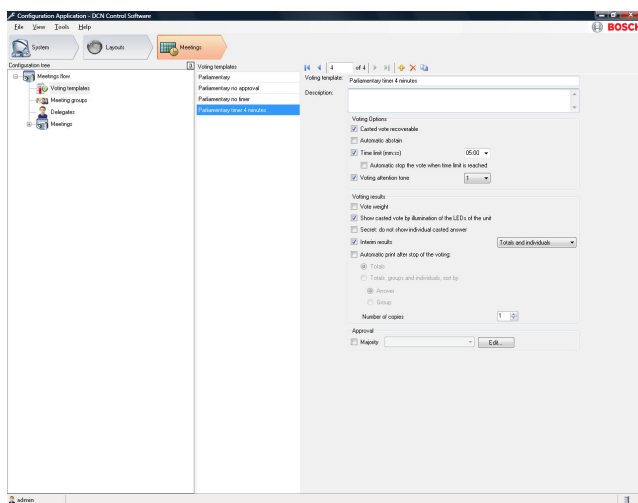 Configuration Application - DCN Control Software
File View Tools Help
BOSCH
System Layouts Meetings
Configuration tree
Meetings flow
Voting templates
Meeting groups
Delegates
Meetings
Voting templates
Parliamentary
Parliamentary no approval
Parliamentary no timer
Parliamentary timer 4 minutes
4 of 4
Voting template: Parliamentary timer 4 minutes
Description:
Voting Options
Casted vote recoverable
Automatic abstain
Time limit (mm:ss) 05:00
Automatic stop the vote when time limit is reached
Voting attention tone 1
Votting results
Vote weight
Show casted vote by illumination of the LEDs of the unit
Secret: do not show individual casted answer
Interim results Totals and individuals
Automatic print after stop of the voting:
Totals
Totals, groups and individuals, sort by
Answer
Group
Number of copies 1
Approval
Majority Edit...
admin